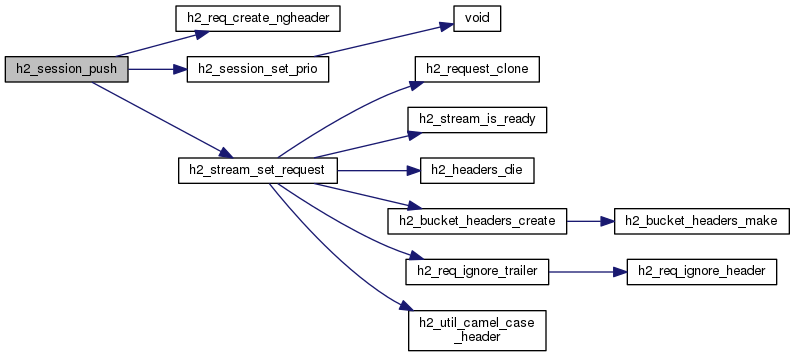 h2_req_create_ngheader
void
h2_session_push
h2_session_set_prio
h2_request_clone
h2_stream_is_ready
h2_stream_set_request
h2_headers_die
h2_bucket_headers_create
h2_bucket_headers_make
h2_req_ignore_trailer
h2_req_ignore_header
h2_util_camel_case
_header